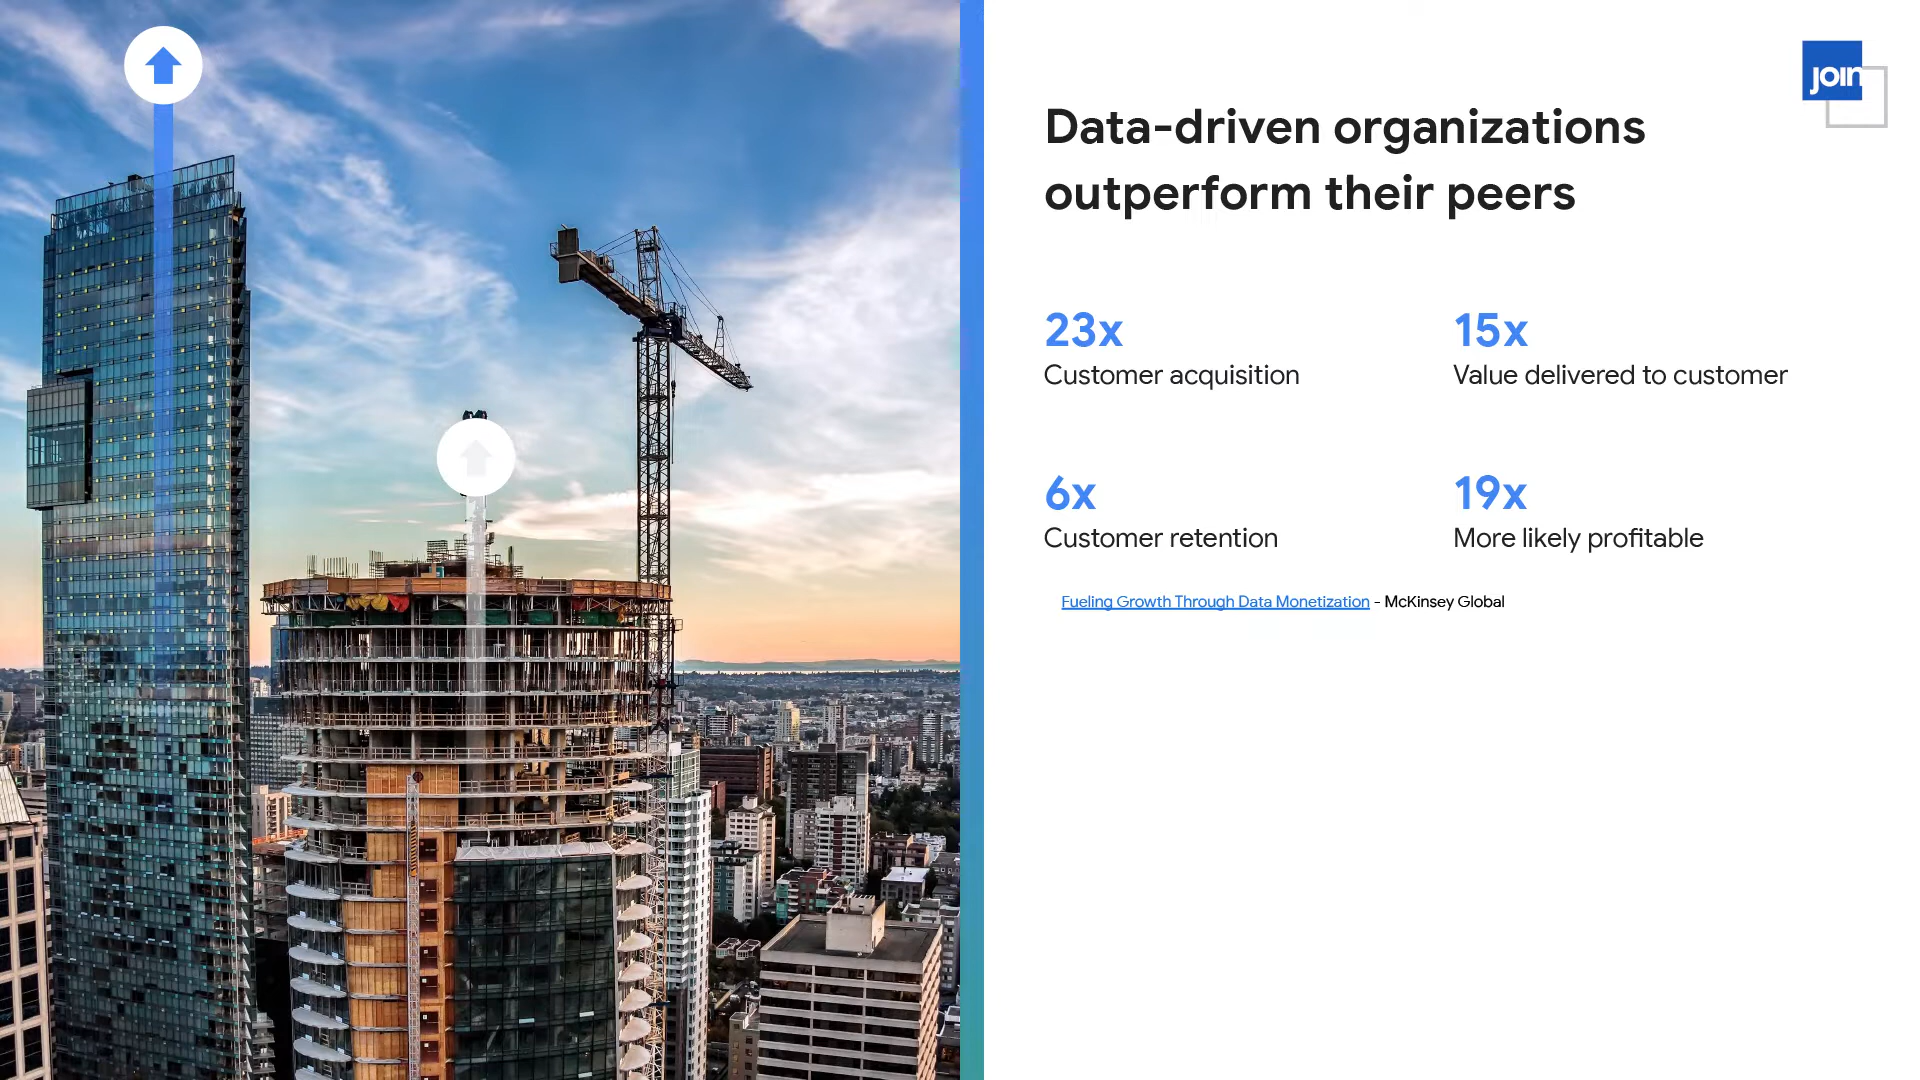 join
Data-driven organizations
outperform their peers
23x
Customer acquisition
15x
Value delivered to customer
6x
Customer retention
19x
More likely profitable
Fueling Growth Through Data Monetization - McKinsey Global